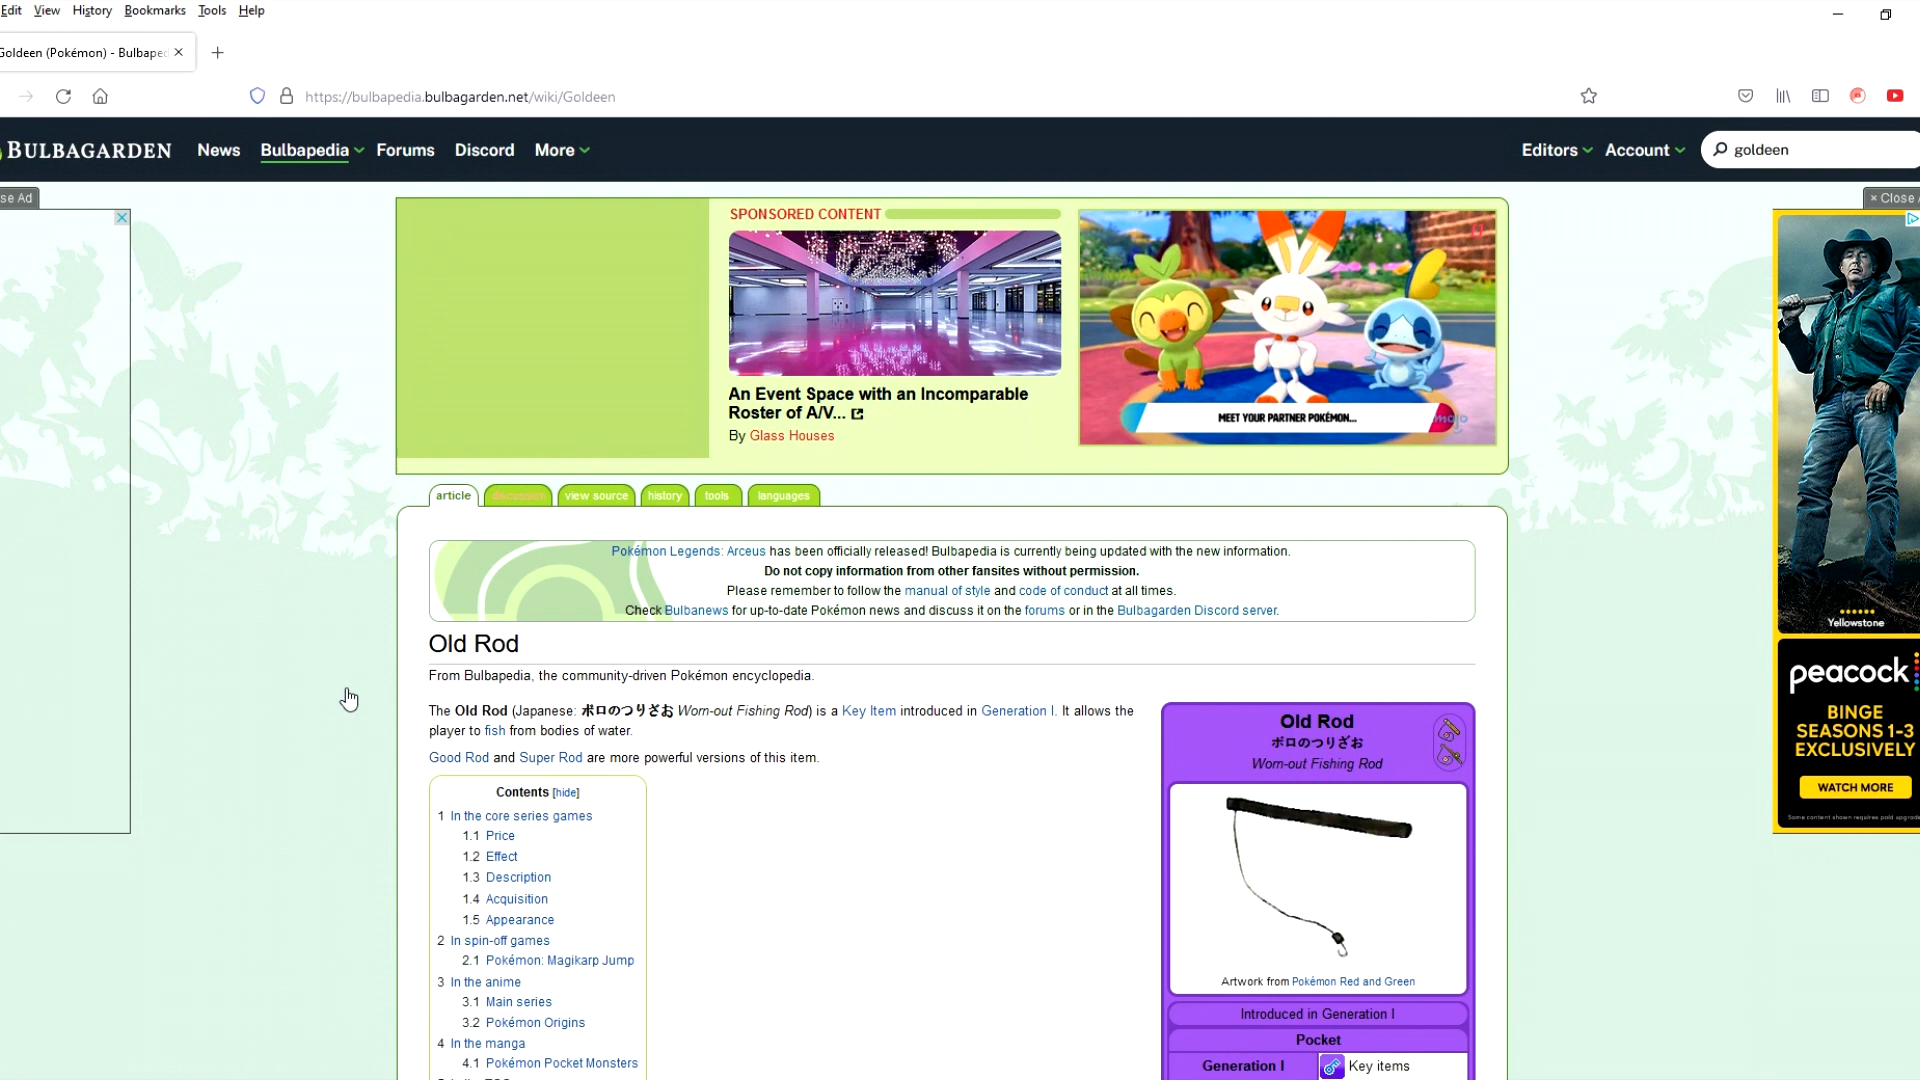 Edit View History Bookmarks Tools Help
Goldeen (Pokémon) - Bulbaped
https://bulbapedia.bulbagarden.net/wiki/Goldeen
BULBAGARDEN News Bulbapedia Forums Discord More Editors Account goldeen
se Ad
× Close A
SPONSORED CONTENT
An Event Space with an Incomparable
Roster of A/V...
By Glass Houses
MEET YOUR PARTNER POKÉMON...
mojo
article discussion view source history tools languages
Pokémon Legends: Arceus has been officially released! Bulbapedia is currently being updated with the new information.
Do not copy information from other fansites without permission.
Please remember to follow the manual of style and code of conduct at all times.
Check Bulbanews for up-to-date Pokémon news and discuss it on the forums or in the Bulbagarden Discord server.
Old Rod
From Bulbapedia, the community-driven Pokémon encyclopedia.
The Old Rod (Japanese: ボロのつりざお Worn-out Fishing Rod) is a Key Item introduced in Generation I. It allows the
player to fish from bodies of water.
Good Rod and Super Rod are more powerful versions of this item.
Contents [hide]
1 In the core series games
1.1 Price
1.2 Effect
1.3 Description
1.4 Acquisition
1.5 Appearance
2 In spin-off games
2.1 Pokémon: Magikarp Jump
3 In the anime
3.1 Main series
3.2 Pokémon Origins
4 In the manga
4.1 Pokémon Pocket Monsters
Old Rod
ボロのつりざお
Worn-out Fishing Rod
Artwork from Pokémon Red and Green
Introduced in Generation I
Pocket
Generation I Key items
Yellowstone
peacock
BINGE
SEASONS 1-3
EXCLUSIVELY
WATCH MORE
Some content shown requires paid upgrade